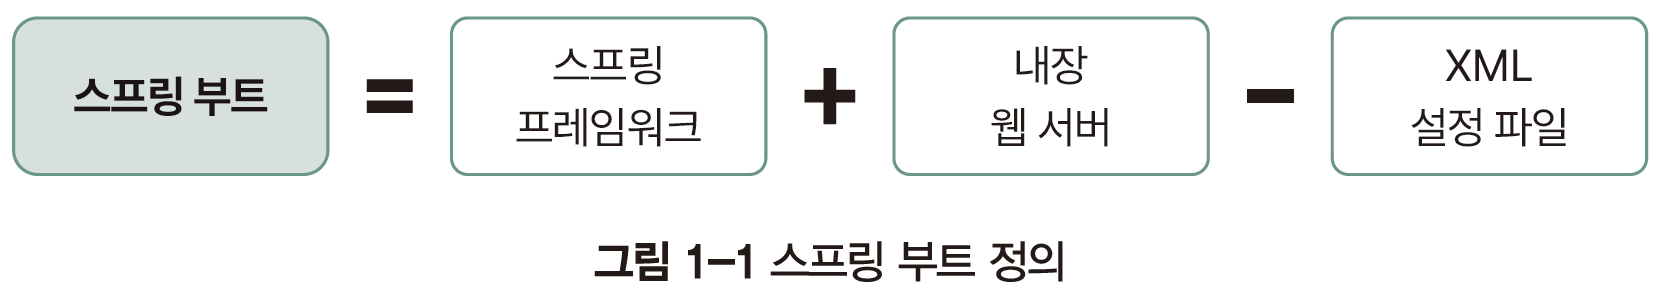 스프링 부트
=
스프링
프레임워크
+
내장
웹 서버
-
XML
설정 파일
그림 1-1 스프링 부트 정의